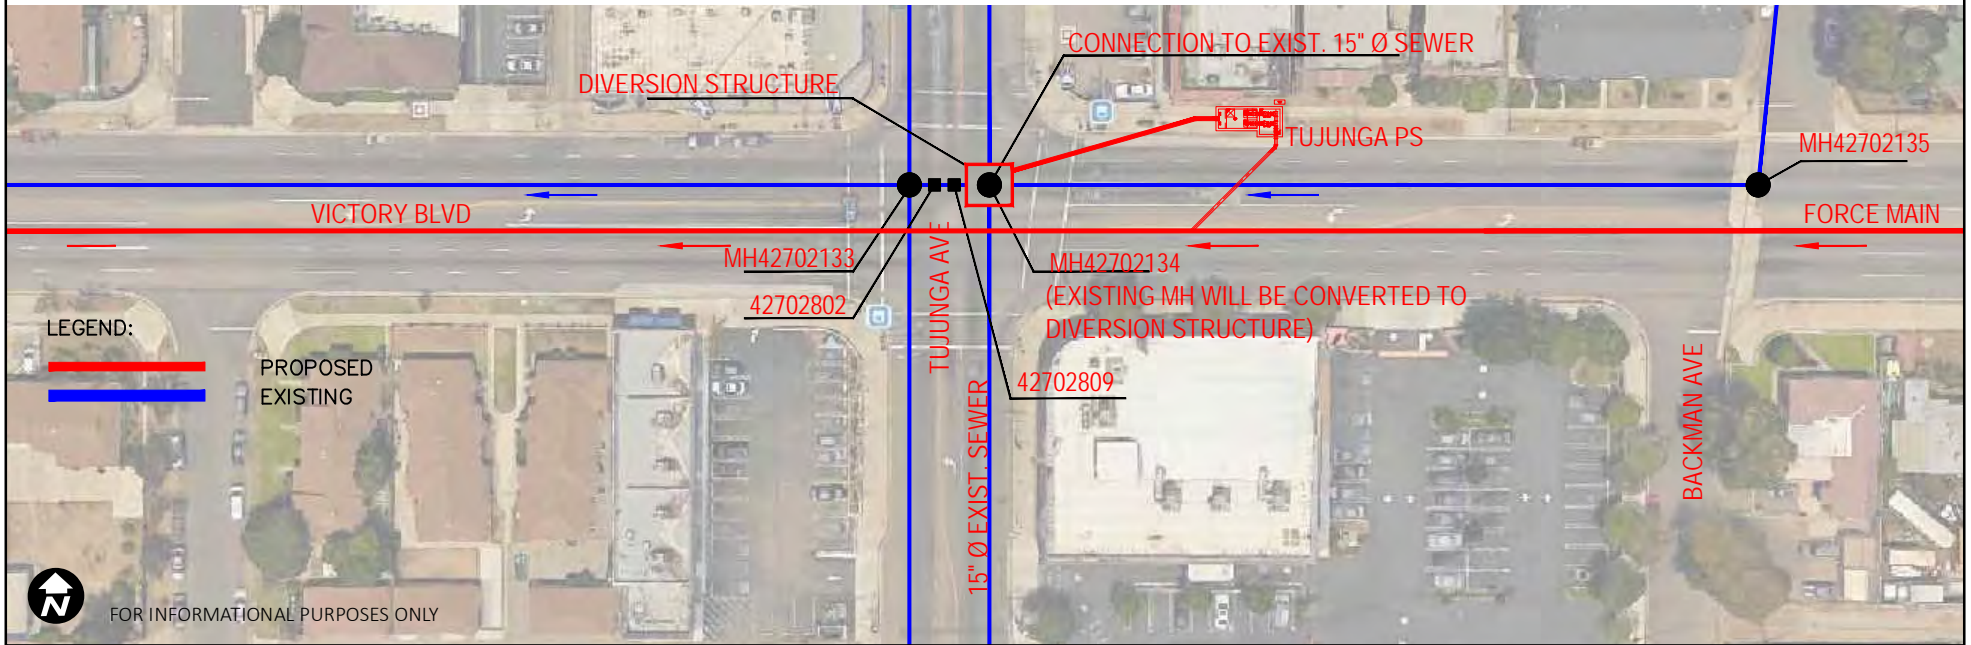 CONNECTION TO EXIST. 15" Ø SEWER
DIVERSION STRUCTURE
TUJUNGA PS
MH42702135
VICTORY BLVD
FORCE MAIN
MH42702133
TUJUNGA AVE
MH42702134
(EXISTING MH WILL BE CONVERTED TO
DIVERSION STRUCTURE)
42702802
42702809
LEGEND:
PROPOSED
EXISTING
15" Ø EXIST. SEWER
BACKMAN AVE
N
FOR INFORMATIONAL PURPOSES ONLY